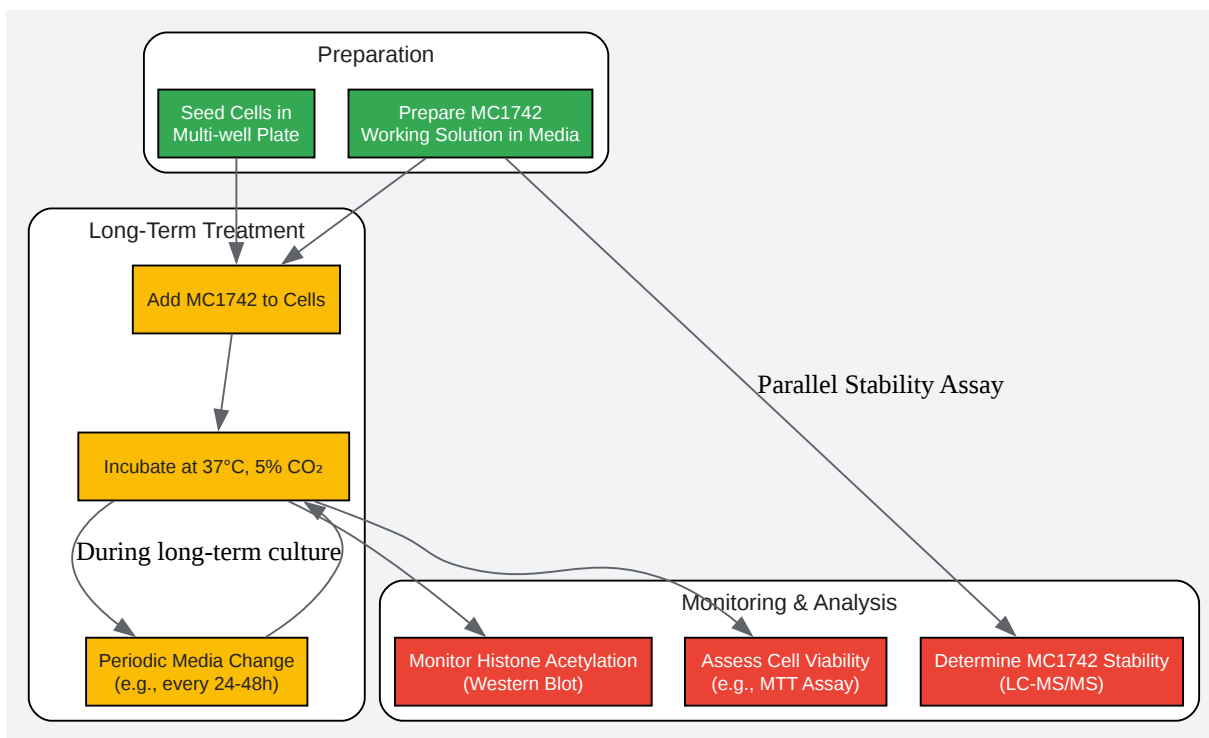 Preparation
Seed Cells in
Multi-well Plate
Prepare MC1742
Working Solution in Media
Long-Term Treatment
Add MC1742 to Cells
Parallel Stability Assay
Incubate at 37°C, 5% CO₂
During long-term culture
Periodic Media Change
(e.g., every 24-48h)
Monitoring & Analysis
Monitor Histone Acetylation
(Western Blot)
Assess Cell Viability
(e.g., MTT Assay)
Determine MC1742 Stability
(LC-MS/MS)